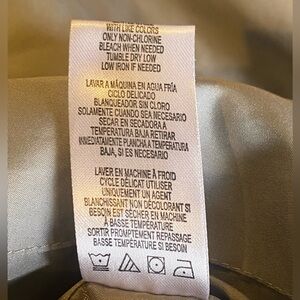 WITH LIKE COLORS
ONLY NON-CHLORINE
BLEACH WHEN NEEDED
TUMBLE DRY LOW
LOW IRON IF NEEDED
LAVAR A MÁQUINA EN AGUA FRÍA
CICLO DELICADO
BLANQUEADOR SIN CLORO
SOLAMENTE CUANDO SEA NECESARIO
SECAR EN SECADORA A
TEMPERATURA BAJA RETIRAR
INMEDIATAMENTE PLANCHA A TEMPERATURA
BAJA, SI ES NECESARIO
LAVER EN MACHINE À FROID
CYCLE DÉLICAT UTILISER
UNIQUEMENT UN AGENT
BLANCHISSANT NON DÉCOLORANT SI
BESOIN EST SÉCHER EN MACHINE
À BASSE TEMPÉRATURE
SORTIR PROMPTEMENT REPASSAGE
BASSE TEMPÉRATURE SI BESOIN